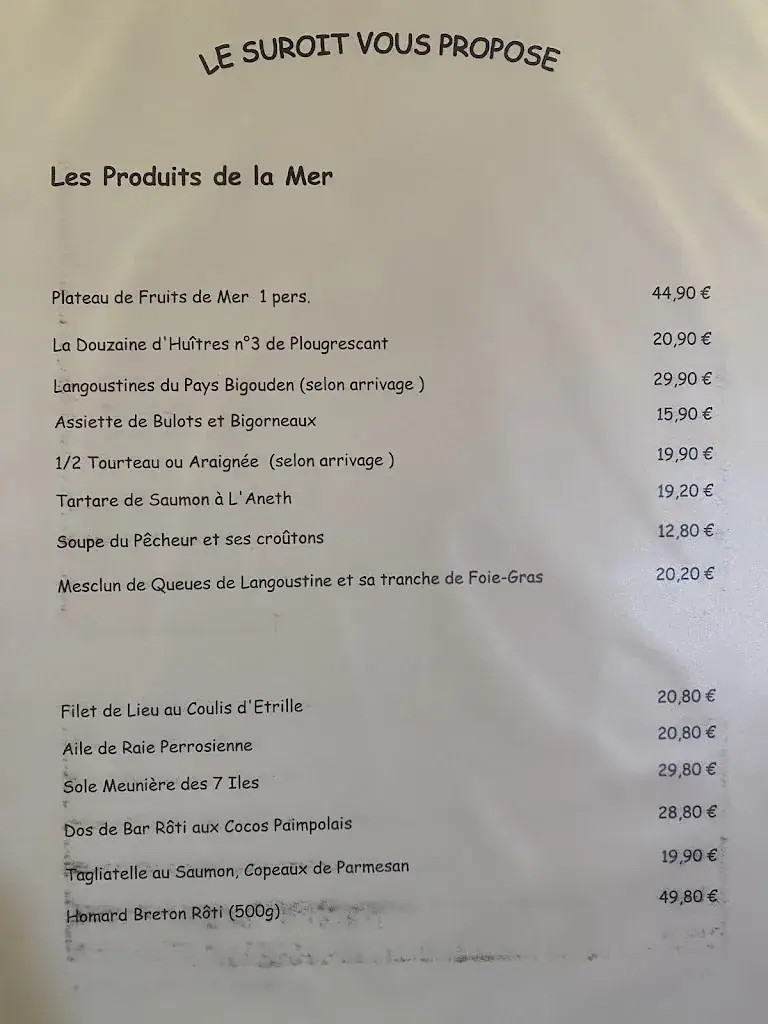 LE SUROIT VOUS PROPOSE
Les Produits de la Mer
Plateau de Fruits de Mer 1 pers. 44,90 €
La Douzaine d'Huîtres n°3 de Plougrescant 20,90 €
Langoustines du Pays Bigouden (selon arrivage ) 29,90 €
Assiette de Bulots et Bigorneaux 15,90 €
1/2 Tourteau ou Araignée (selon arrivage ) 19,90 €
Tartare de Saumon à L'Aneth 19,20 €
Soupe du Pêcheur et ses croûtons 12,80 €
Mesclun de Queues de Langoustine et sa tranche de Foie-Gras 20,20 €
Filet de Lieu au Coulis d'Etrille 20,80 €
Aile de Raie Perrosienne 20,80 €
Sole Meunière des 7 Iles 29,80 €
Dos de Bar Rôti aux Cocos Paimpolais 28,80 €
Tagliatelle au Saumon, Copeaux de Parmesan 19,90 €
Homard Breton Rôti (500g) 49,80 €